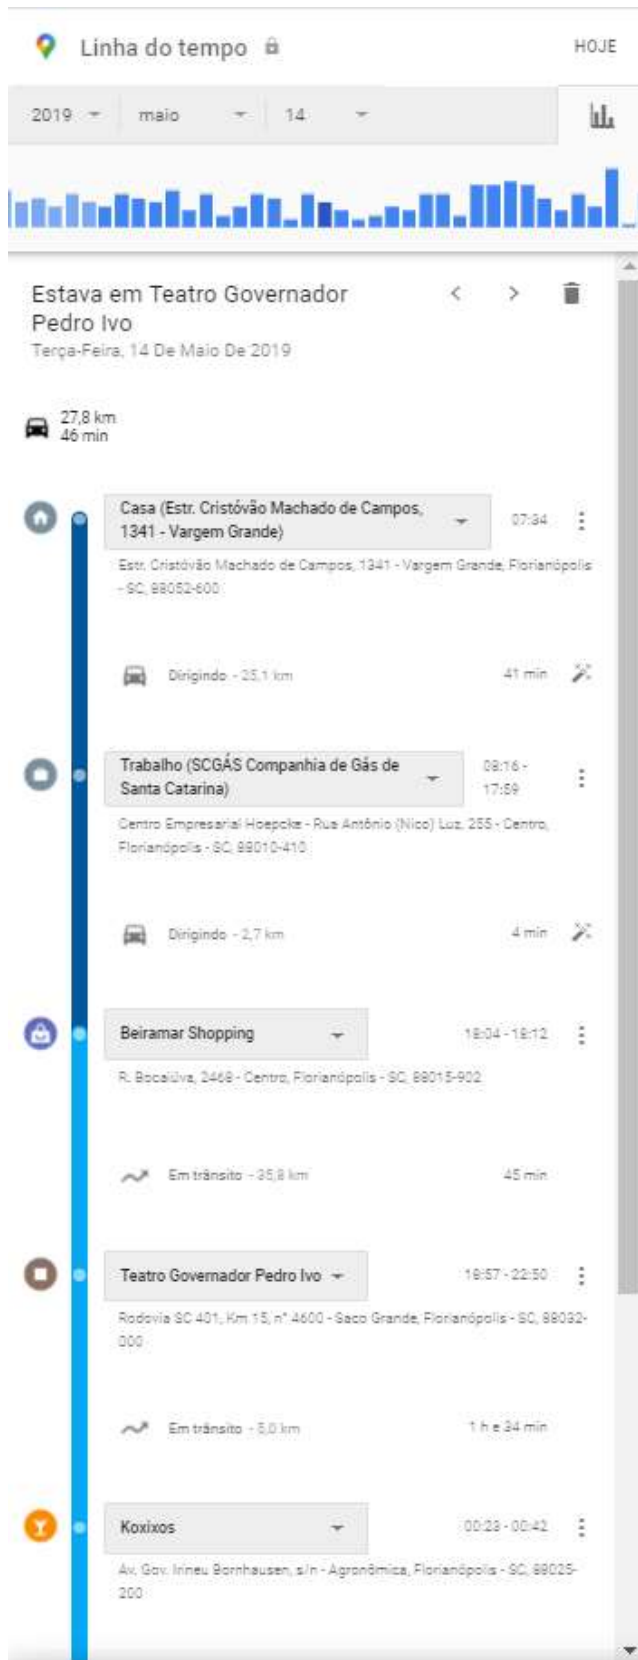 Linha do tempo
HOJE
2019
maio
14
Estava em Teatro Governador
Pedro Ivo
Terça-Feira, 14 De Maio De 2019
27,8 km
46 min
Casa (Estr. Cristóvão Machado de Campos,
1341 - Vargem Grande)
07:34
Estr. Cristóvão Machado de Campos, 1341 - Vargem Grande, Florianópolis
- SC, 88052-600
Dirigindo - 25,1 km
41 min
Trabalho (SCGÁS Companhia de Gás de
Santa Catarina)
08:16 -
17:59
Centro Empresarial Hoepcke - Rua Antônio (Nico) Luz, 255 - Centro,
Florianópolis - SC, 88010-410
Dirigindo - 2,7 km
4 min
Beiramar Shopping
18:04 - 18:12
R. Bocaiúva, 2468 - Centro, Florianópolis - SC, 88015-902
Em trânsito - 35,8 km
45 min
Teatro Governador Pedro Ivo
18:57 - 22:50
Rodovia SC 401, Km 15, n° 4600 - Saco Grande, Florianópolis - SC, 88032-
000
Em trânsito - 5,0 km
1 h e 34 min
Koxixos
00:23 - 00:42
Av. Gov. Irineu Bornhausen, s/n - Agronômica, Florianópolis - SC, 88025-
200